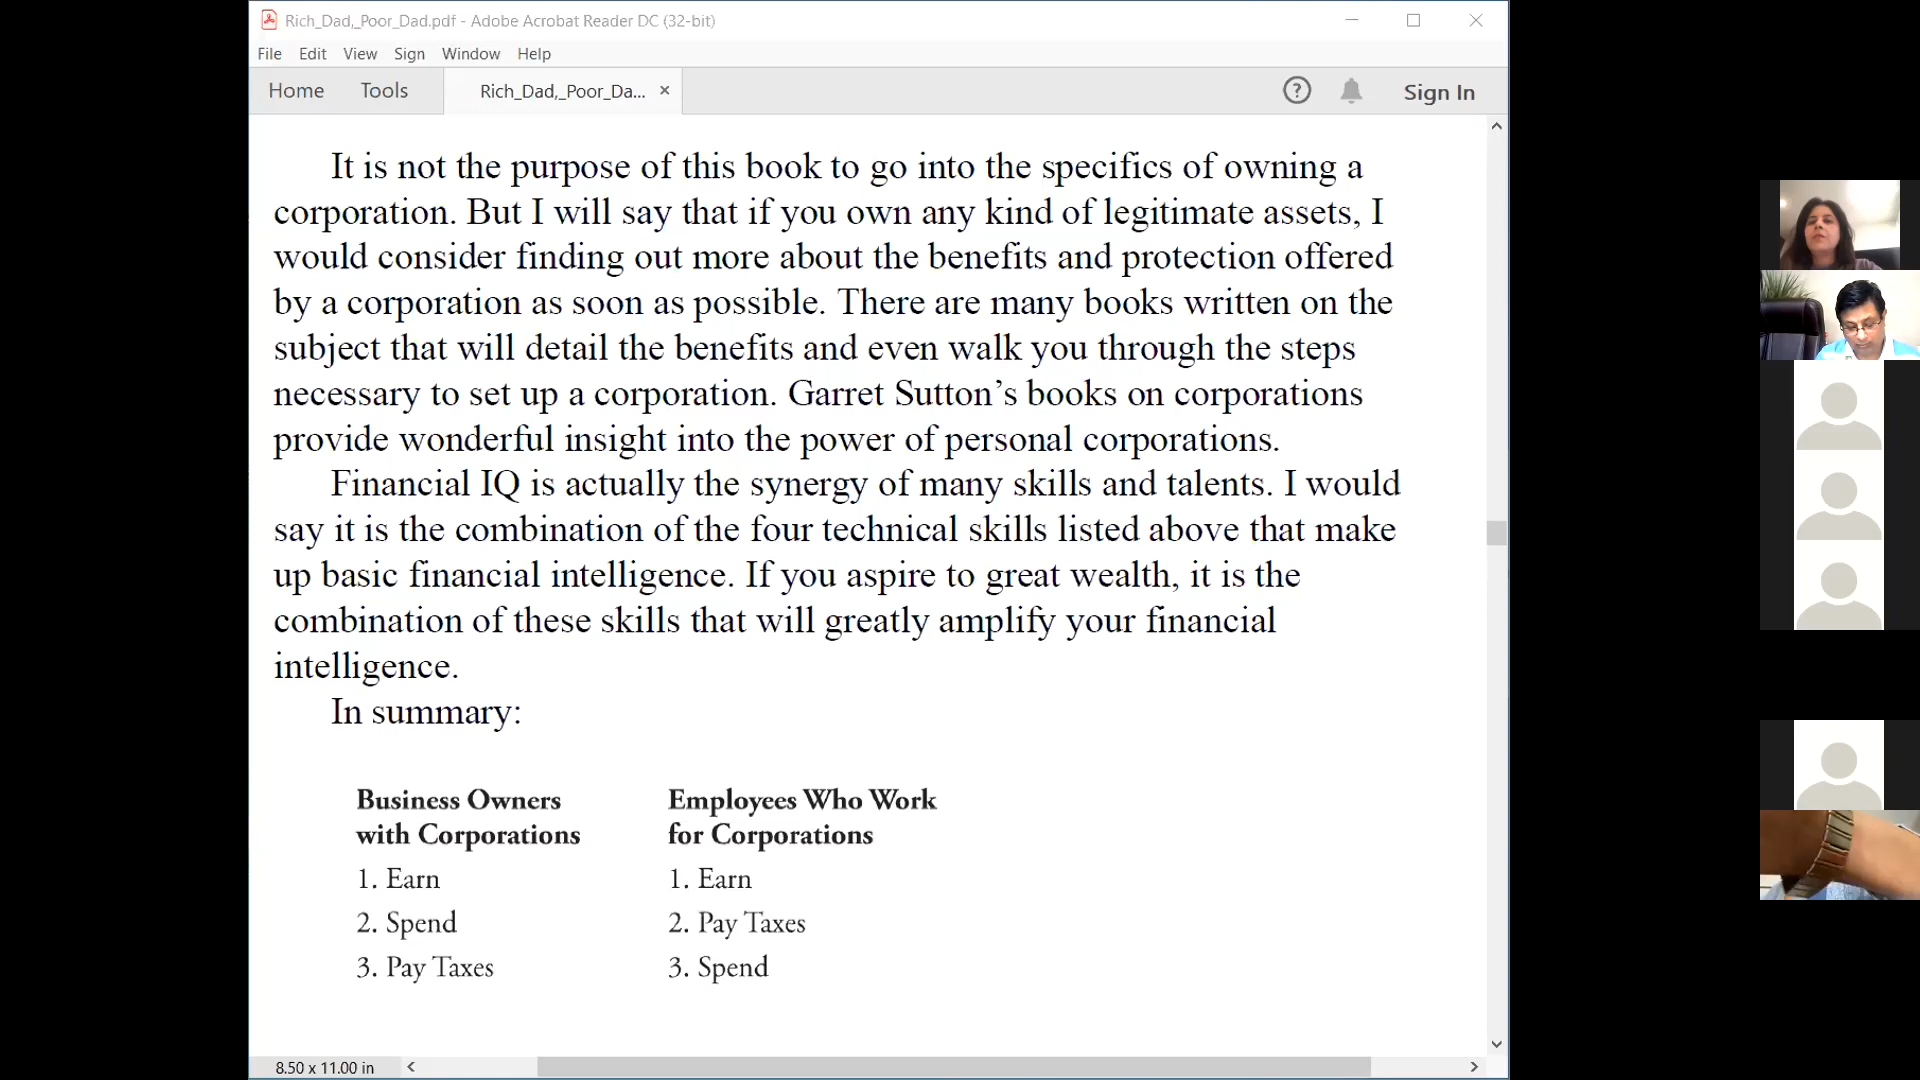 Rich_Dad,_Poor_Dad.pdf - Adobe Acrobat Reader DC (32-bit)
File Edit View Sign Window Help
Home Tools Rich_Dad,_Poor_Da... × ? Sign In
It is not the purpose of this book to go into the specifics of owning a
corporation. But I will say that if you own any kind of legitimate assets, I
would consider finding out more about the benefits and protection offered
by a corporation as soon as possible. There are many books written on the
subject that will detail the benefits and even walk you through the steps
necessary to set up a corporation. Garret Sutton’s books on corporations
provide wonderful insight into the power of personal corporations.
Financial IQ is actually the synergy of many skills and talents. I would
say it is the combination of the four technical skills listed above that make
up basic financial intelligence. If you aspire to great wealth, it is the
combination of these skills that will greatly amplify your financial
intelligence.
In summary:
Business Owners
with Corporations
1. Earn
2. Spend
3. Pay Taxes
Employees Who Work
for Corporations
1. Earn
2. Pay Taxes
3. Spend
8.50 x 11.00 in